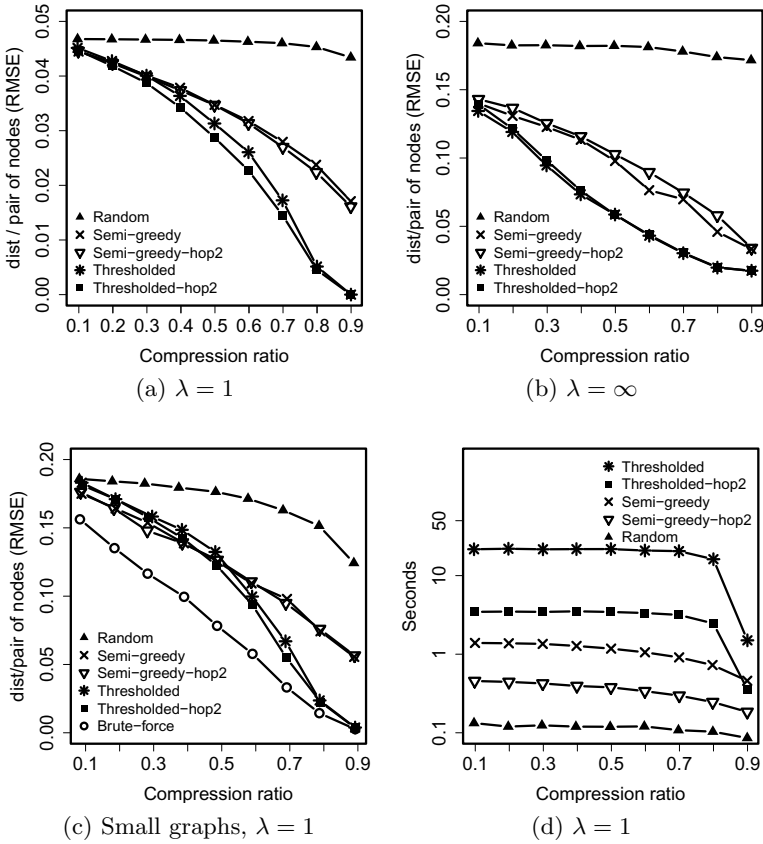 dist / pair of nodes (RMSE)
0.05
0.04
0.03
0.02
0.01
0.00
Random
Semi−greedy
Semi−greedy−hop2
Thresholded
Thresholded−hop2
0.1 0.2 0.3 0.4 0.5 0.6 0.7 0.8 0.9
Compression ratio
(a) λ = 1
dist/pair of nodes (RMSE)
0.20
0.15
0.10
0.05
0.00
Random
Semi−greedy
Semi−greedy−hop2
Thresholded
Thresholded−hop2
0.1 0.3 0.5 0.7 0.9
Compression ratio
(b) λ = ∞
dist/pair of nodes (RMSE)
0.20
0.15
0.10
0.05
0.00
Random
Semi−greedy
Semi−greedy−hop2
Thresholded
Thresholded−hop2
Brute−force
0.1 0.3 0.5 0.7 0.9
Compression ratio
(c) Small graphs, λ = 1
Seconds
50
10
1
0.1
Thresholded
Thresholded−hop2
Semi−greedy
Semi−greedy−hop2
Random
0.1 0.3 0.5 0.7 0.9
Compression ratio
(d) λ = 1